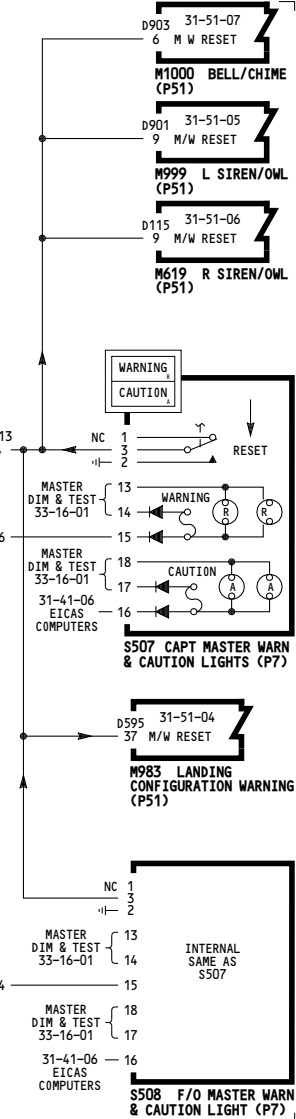 D903
6
31-51-07
M W RESET
M1000 BELL/CHIME
(P51)
D901
9
31-51-05
M/W RESET
M999 L SIREN/OWL
(P51)
D115
9
31-51-06
M/W RESET
M619 R SIREN/OWL
(P51)
WARNING
R
CAUTION
A
13
NC 1
3
2
RESET
MASTER
DIM & TEST
33-16-01
13
14
WARNING
R
R
6
15
MASTER
DIM & TEST
33-16-01
18
17
CAUTION
A
A
31-41-06
EICAS
COMPUTERS
16
S507 CAPT MASTER WARN
& CAUTION LIGHTS (P7)
D595
37
31-51-04
M/W RESET
M983 LANDING
CONFIGURATION WARNING
(P51)
NC 1
3
2
MASTER
DIM & TEST
33-16-01
13
14
INTERNAL
SAME AS
S507
4
15
MASTER
DIM & TEST
33-16-01
18
17
31-41-06
EICAS
COMPUTERS
16
S508 F/O MASTER WARN
& CAUTION LIGHT (P7)